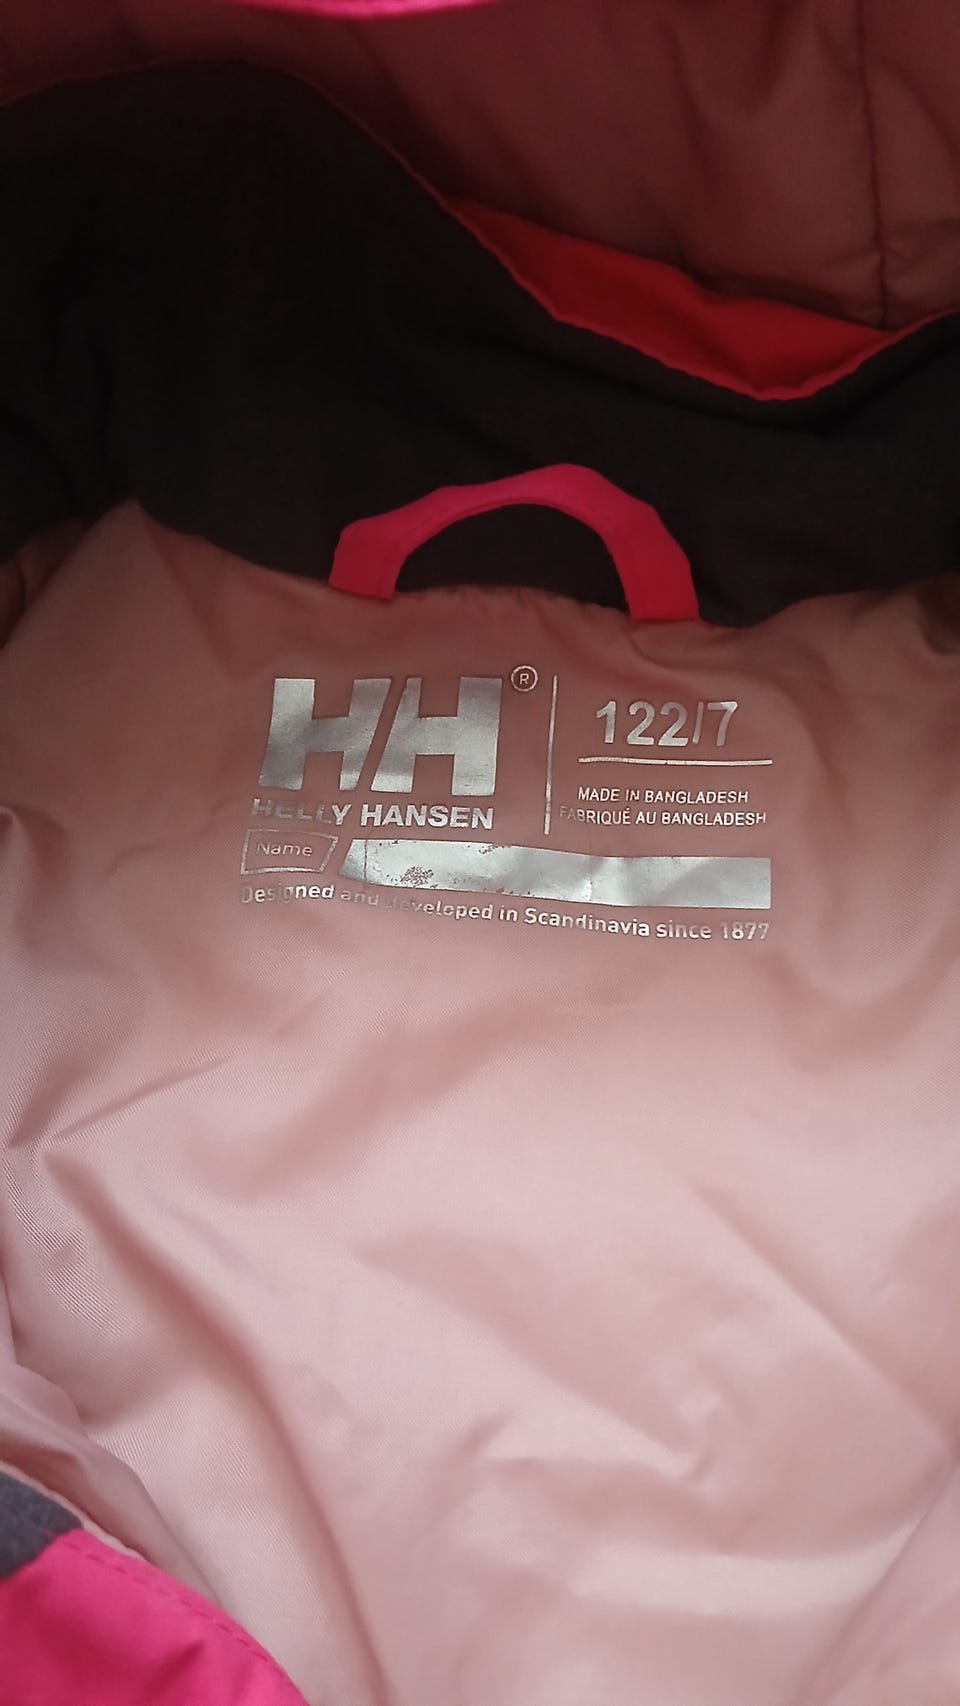 HH®
HELLY HANSEN
122/7
MADE IN BANGLADESH
FABRIQUÉ AU BANGLADESH
Name
Designed and developed in Scandinavia since 1877